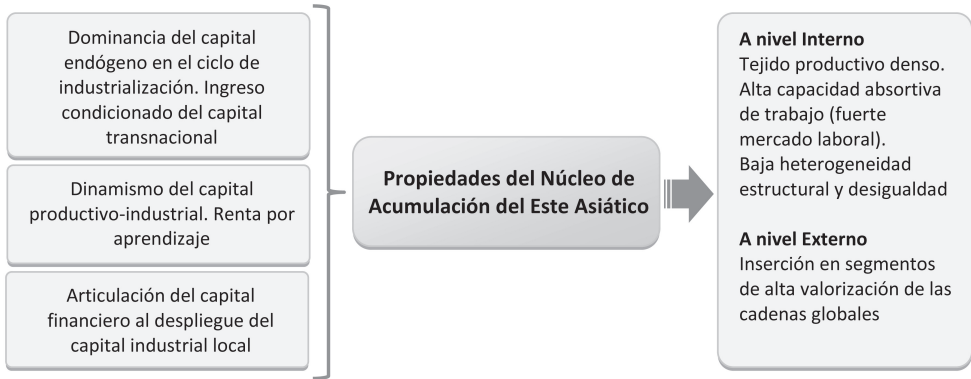 Dominancia del capital
endógeno en el ciclo de
industrialización. Ingreso
condicionado del capital
transnacional
Dinamismo del capital
productivo-industrial. Renta por
aprendizaje
Articulación del capital
financiero al despliegue del
capital industrial local
Propiedades del Núcleo de
Acumulación del Este Asiático
A nivel Interno
Tejido productivo denso.
Alta capacidad absortiva
de trabajo (fuerte
mercado laboral).
Baja heterogeneidad
estructural y desigualdad
A nivel Externo
Inserción en segmentos
de alta valorización de las
cadenas globales